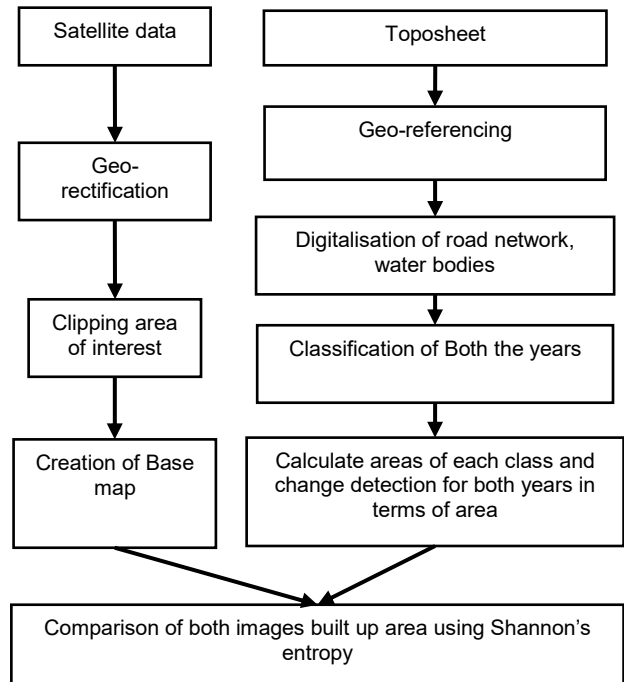 Satellite data
Geo-
rectification
Clipping area
of interest
Creation of Base
map
Toposheet
Geo-referencing
Digitalisation of road network,
water bodies
Classification of Both the years
Calculate areas of each class and
change detection for both years in
terms of area
Comparison of both images built up area using Shannon's
entropy